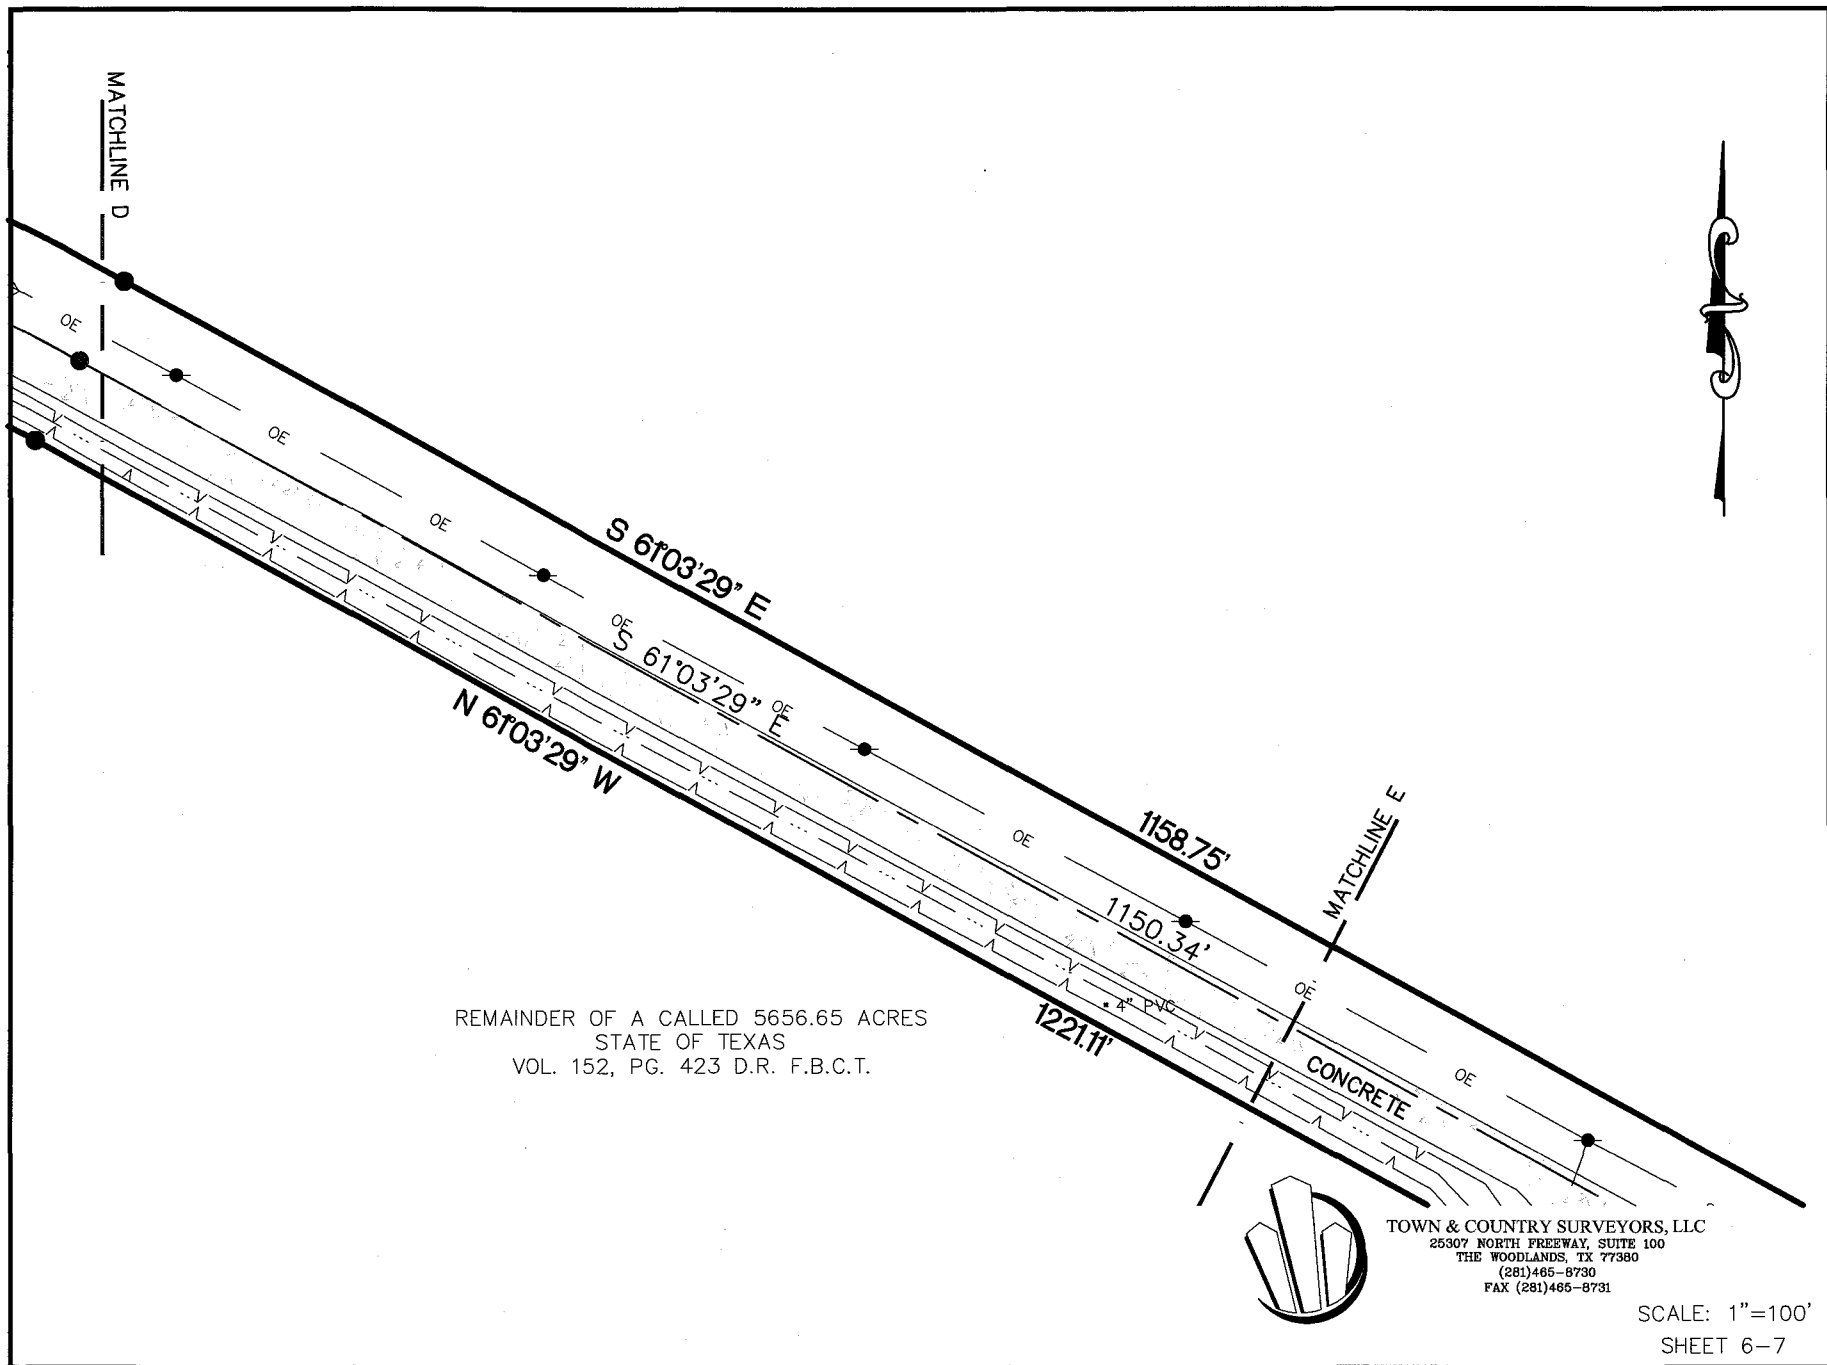 MATCHLINE D
OE
OE
OE
S 61°03'29" E
OE
S 61°03'29" E
OE
N 61°03'29" W
OE
1158.75'
MATCHLINE E
1150.34'
OE
4" PVC
1221.11'
CONCRETE
OE
REMAINDER OF A CALLED 5656.65 ACRES
STATE OF TEXAS
VOL. 152, PG. 423 D.R. F.B.C.T.
TOWN & COUNTRY SURVEYORS, LLC
25307 NORTH FREEWAY, SUITE 100
THE WOODLANDS, TX 77380
(281)465-8730
FAX (281)465-8731
SCALE: 1"=100'
SHEET 6-7